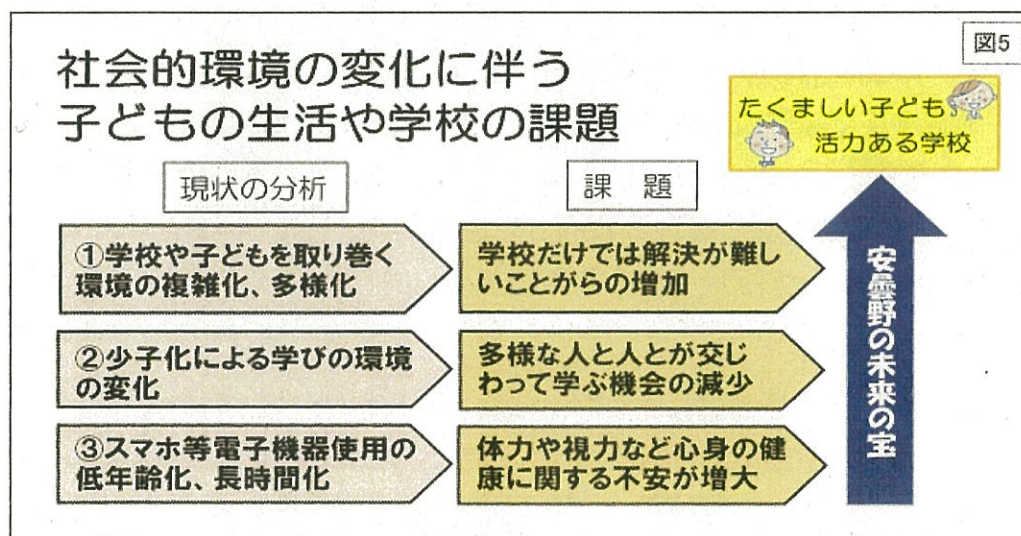 図5
社会的環境の変化に伴う
子どもの生活や学校の課題
たくましい子ども
活力ある学校
現状の分析
課 題
①学校や子どもを取り巻く
環境の複雑化、多様化
学校だけでは解決が難し
いことがらの増加
②少子化による学びの環境
の変化
多様な人と人とが交じ
わって学ぶ機会の減少
③スマホ等電子機器使用の
低年齢化、長時間化
体力や視力など心身の健
康に関する不安が増大
安曇野の未来の宝